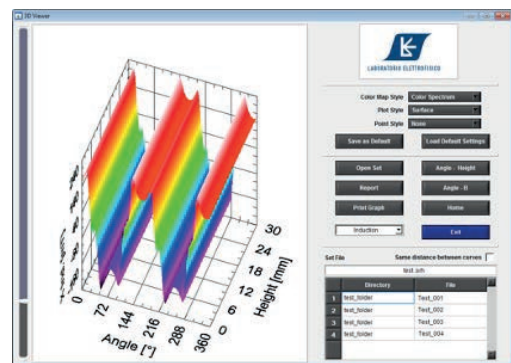 3D Viewer
LABORATORIO ELETTROFISICO
Color Map Style Color Spectrum
Plot Style Surface
Point Style None
Save as Default Load Default Settings
Open Set Angle - Height
Report Angle - B
Print Graph Home
Induction Exit
Set File Same distance between curves
Directory File
1 test_folder Test_001
2 test_folder Test_002
3 test_folder Test_003
4 test_folder Test_004
0 72 144 216 288 360
Angle [°]
0 6 12 18 24 30
Height [mm]